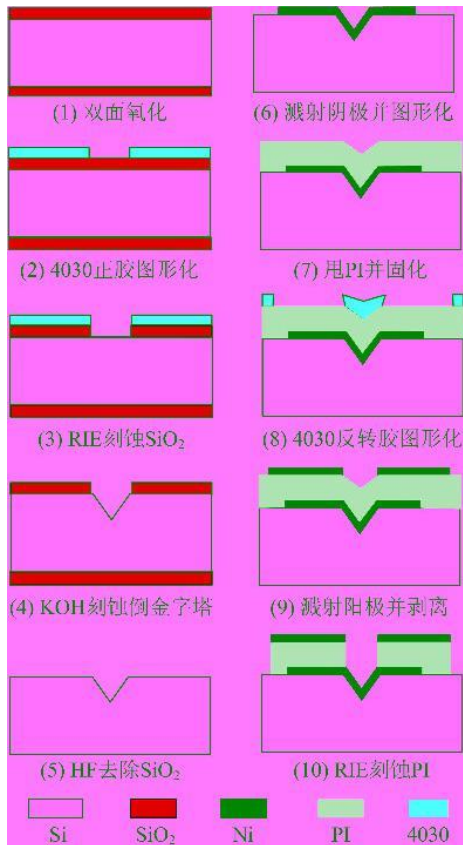 (1) 双面氧化
(2) 4030正胶图形化
(3) RIE刻蚀SiO₂
(4) KOH刻蚀倒金字塔
(5) HF去除SiO₂
(6) 溅射阴极并图形化
(7) 甩PI并固化
(8) 4030反转胶图形化
(9) 溅射阳极并剥离
(10) RIE刻蚀PI
Si SiO₂ Ni PI 4030